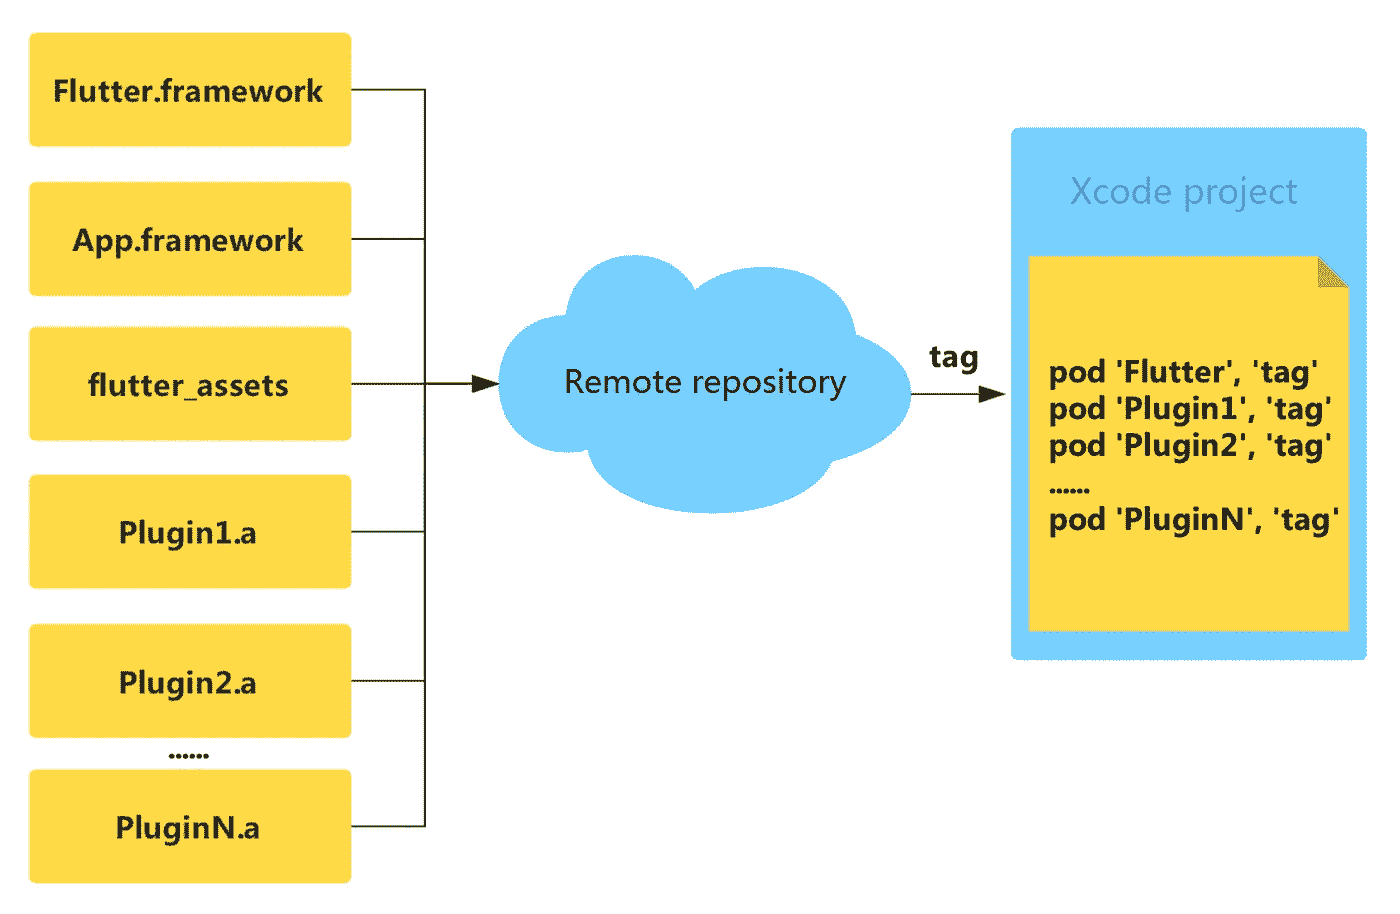 Flutter.framework
App.framework
flutter_assets
Plugin1.a
Plugin2.a
......
PluginN.a
Remote repository
tag
Xcode project
pod 'Flutter', 'tag'
pod 'Plugin1', 'tag'
pod 'Plugin2', 'tag'
......
pod 'PluginN', 'tag'